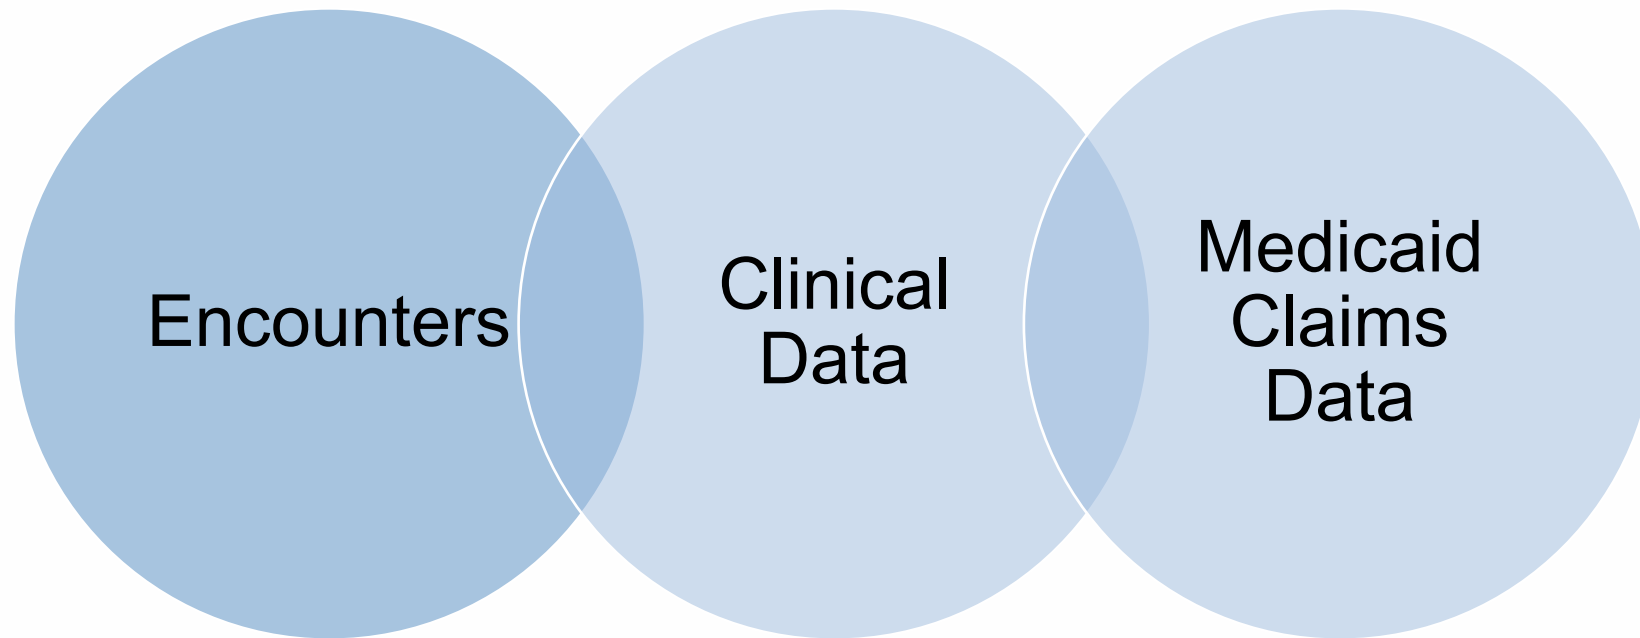 Encounters
Clinical
Data
Medicaid
Claims
Data